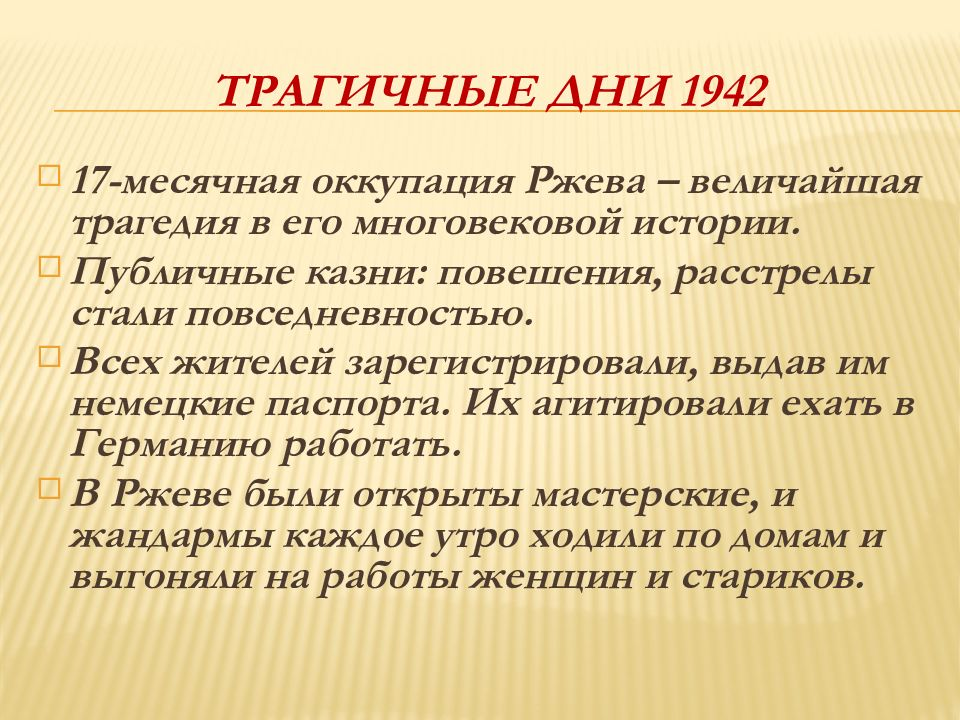 ТРАГИЧНЫЕ ДНИ 1942
17-месячная оккупация Ржева – величайшая
трагедия в его многовековой истории.
Публичные казни: повешения, расстрелы
стали повседневностью.
Всех жителей зарегистрировали, выдав им
немецкие паспорта. Их агитировали ехать в
Германию работать.
В Ржеве были открыты мастерские, и
жандармы каждое утро ходили по домам и
выгоняли на работы женщин и стариков.